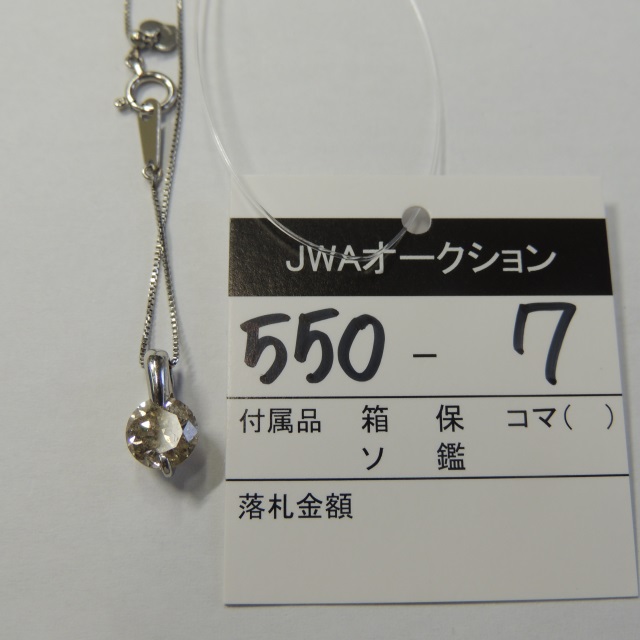 JWAオークション
550-7
付属品 箱 保 コマ( )
ソ 鑑
落札金額